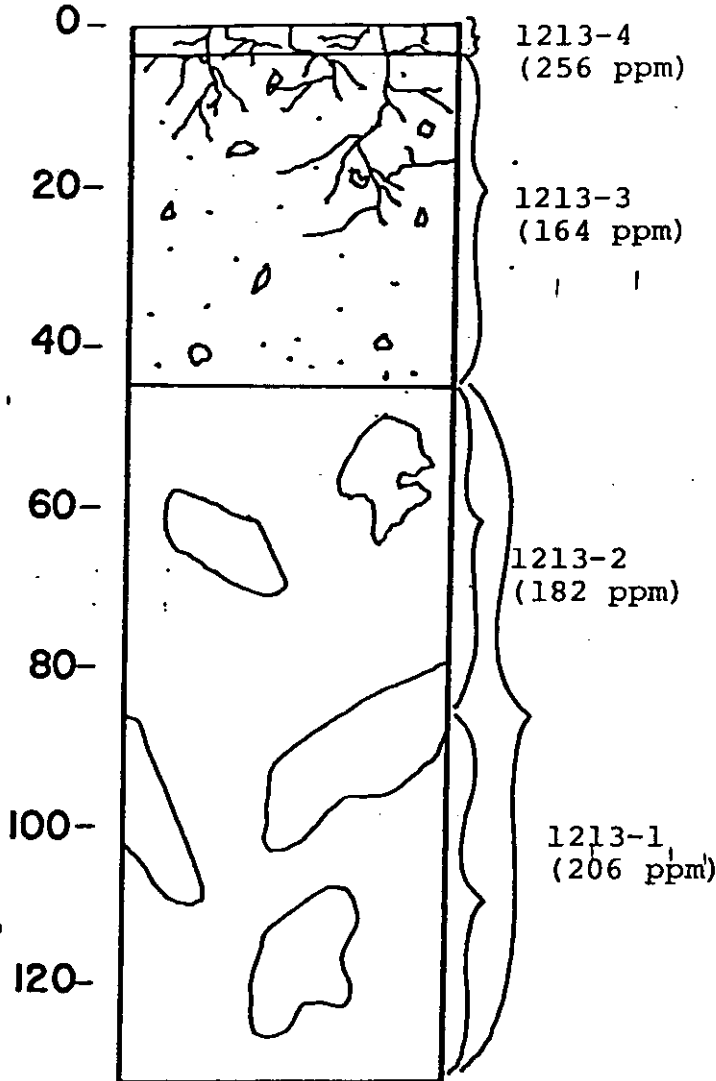 0-
1213-4
(256 ppm)
20-
1213-3
(164 ppm)
40-
60-
1213-2
(182 ppm)
80-
100-
1213-1
(206 ppm)
120-